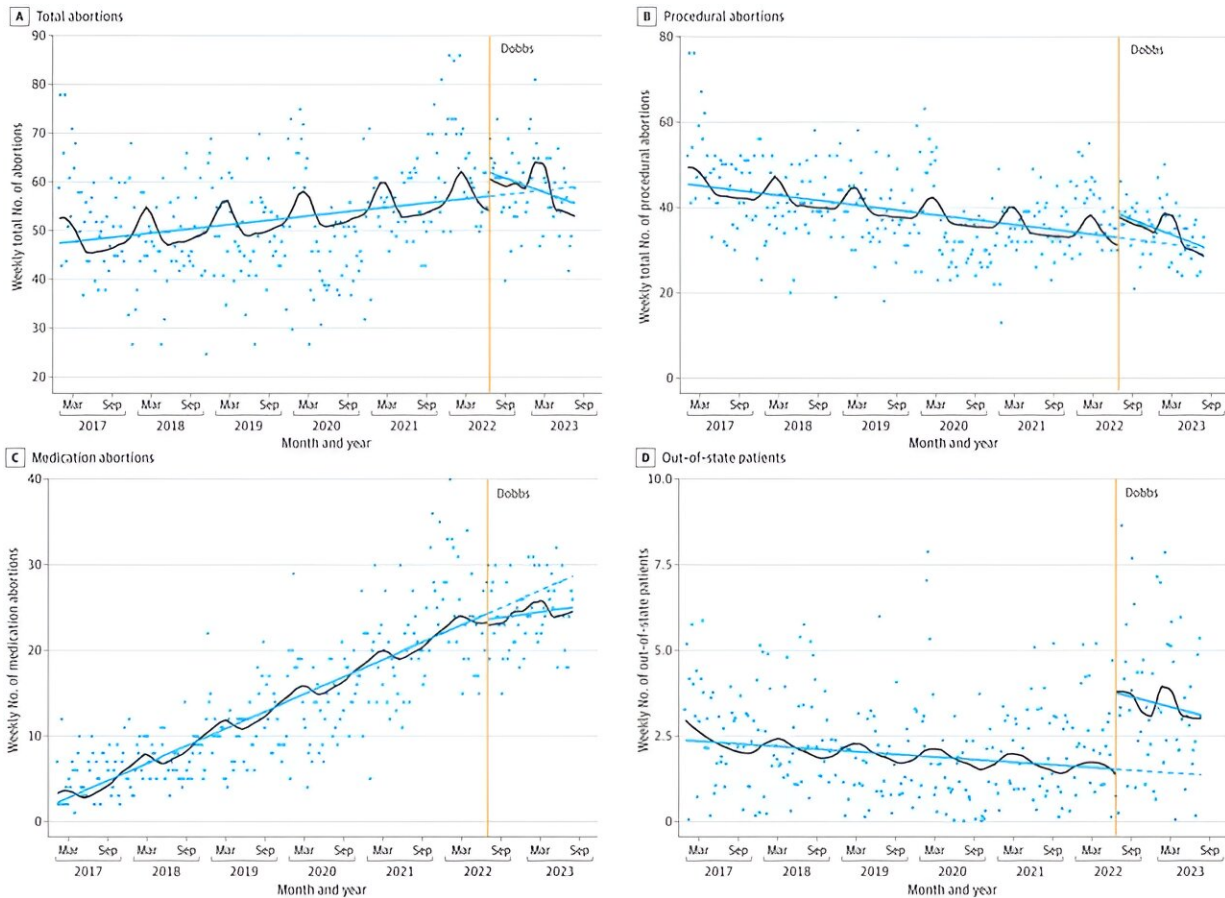 A Total abortions
90
80
70
60
50
40
30
20
Weekly total No. of abortions
Dobbs
Mar Sep Mar Sep Mar Sep Mar Sep Mar Sep Mar Sep Mar Sep
2017 2018 2019 2020 2021 2022 2023
Month and year
B Procedural abortions
80
60
40
20
0
Weekly total No. of procedural abortions
Dobbs
Mar Sep Mar Sep Mar Sep Mar Sep Mar Sep Mar Sep Mar Sep
2017 2018 2019 2020 2021 2022 2023
Month and year
C Medication abortions
40
30
20
10
0
Weekly No. of medication abortions
Dobbs
Mar Sep Mar Sep Mar Sep Mar Sep Mar Sep Mar Sep Mar Sep
2017 2018 2019 2020 2021 2022 2023
Month and year
D Out-of-state patients
10.0
7.5
5.0
2.5
0
Weekly No. of out-of-state patients
Dobbs
Mar Sep Mar Sep Mar Sep Mar Sep Mar Sep Mar Sep Mar Sep
2017 2018 2019 2020 2021 2022 2023
Month and year